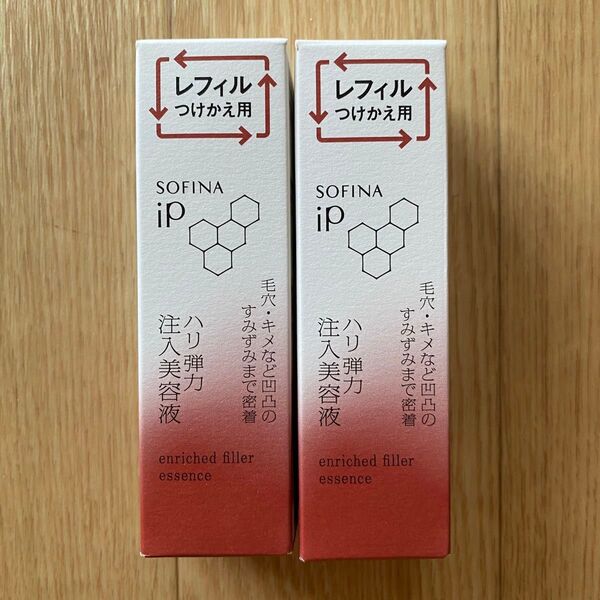 レフィル
つけかえ用
SOFINA
ip
毛穴・キメなど凹凸の
すみずみまで密着
ハリ弾力
注入美容液
enriched filler
essence
レフィル
つけかえ用
SOFINA
ip
毛穴・キメなど凹凸の
すみずみまで密着
ハリ弾力
注入美容液
enriched filler
essence